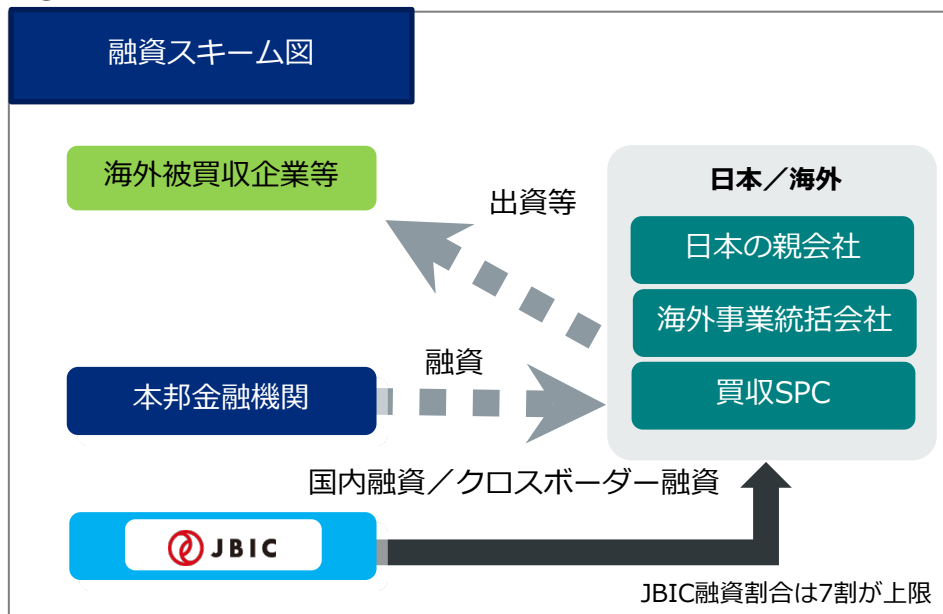 融資スキーム図
海外被買収企業等
出資等
日本／海外
日本の親会社
海外事業統括会社
買収SPC
融資
本邦金融機関
国内融資／クロスボーダー融資
JBIC
JBIC融資割合は7割が上限